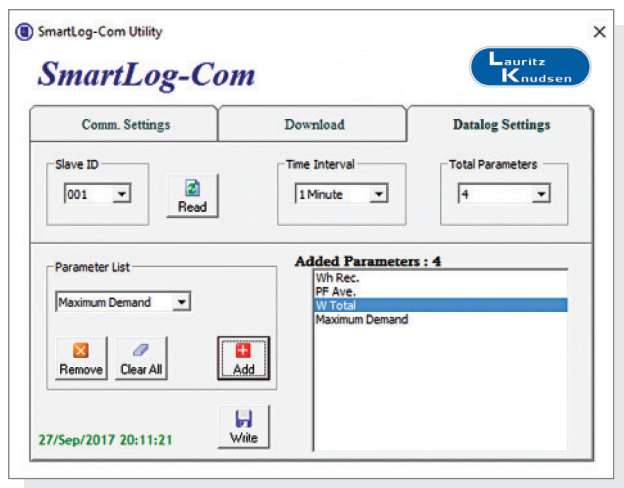 SmartLog-Com Utility
SmartLog-Com
Lauritz
Knudsen
Comm. Settings
Download
Datalog Settings
Slave ID
001
Read
Time Interval
1 Minute
Total Parameters
4
Parameter List
Maximum Demand
Remove
Clear All
Add
Added Parameters : 4
Wh Rec.
PF Ave.
W Total
Maximum Demand
27/Sep/2017 20:11:21
Write